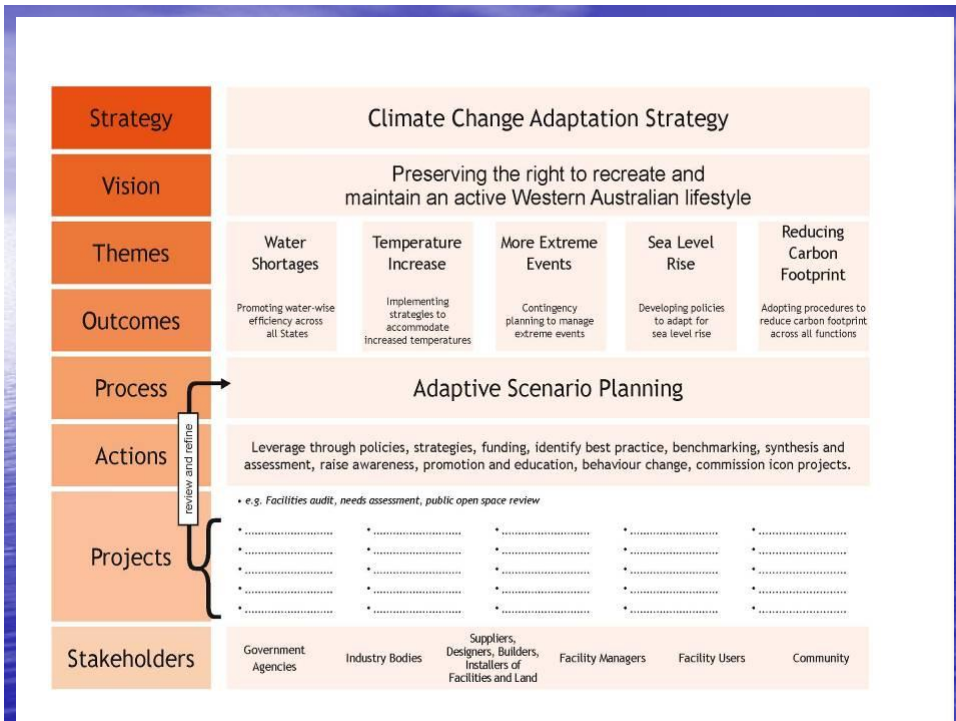 Strategy
Climate Change Adaptation Strategy
Vision
Preserving the right to recreate and
maintain an active Western Australian lifestyle
Themes
Water
Shortages
Temperature
Increase
More Extreme
Events
Sea Level
Rise
Reducing
Carbon
Footprint
Outcomes
Promoting water-wise
efficiency across
all States
Implementing
strategies to
accommodate
increased temperatures
Contingency
planning to manage
extreme events
Developing policies
to adapt for
sea level rise
Adopting procedures to
reduce carbon footprint
across all functions
Process
Adaptive Scenario Planning
review and refine
Actions
Leverage through policies, strategies, funding, identify best practice, benchmarking, synthesis and
assessment, raise awareness, promotion and education, behaviour change, commission icon projects.
Projects
• e.g. Facilities audit, needs assessment, public open space review
Stakeholders
Government
Agencies
Industry Bodies
Suppliers,
Designers, Builders,
Installers of
Facilities and Land
Facility Managers
Facility Users
Community